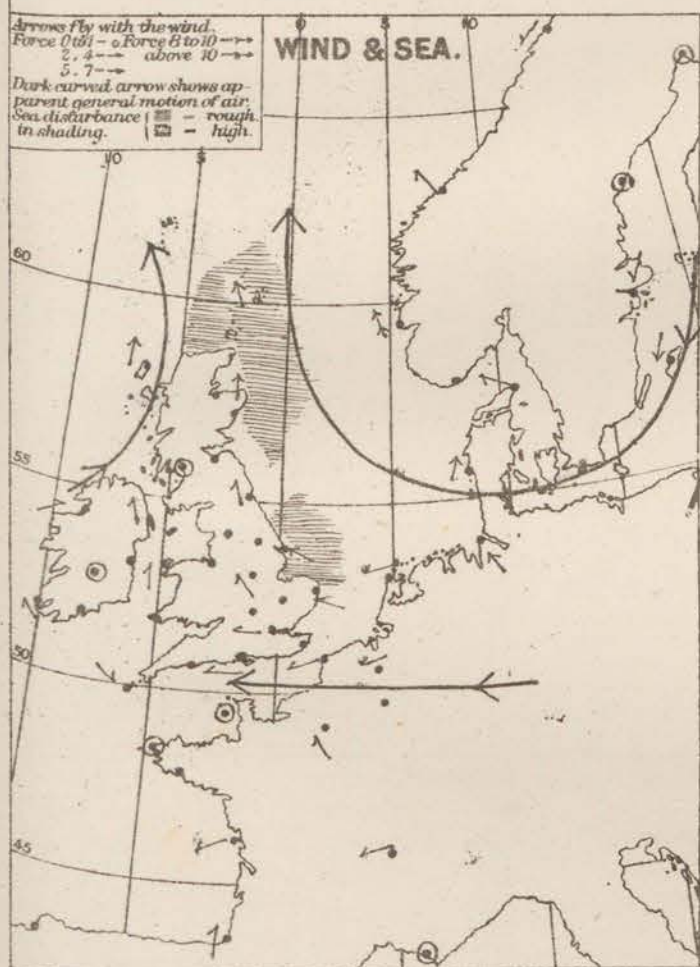 WIND & SEA.
Arrows fly with the wind.
Force 0 to 1 - o Force 8 to 10 -
2 . 4 - above 10 -
5 . 7 -
Dark curved arrow shows ap-
parent general motion of air.
Sea disturbance - rough.
in shading. - high.
10 5 0 5 10
60
55
50
45